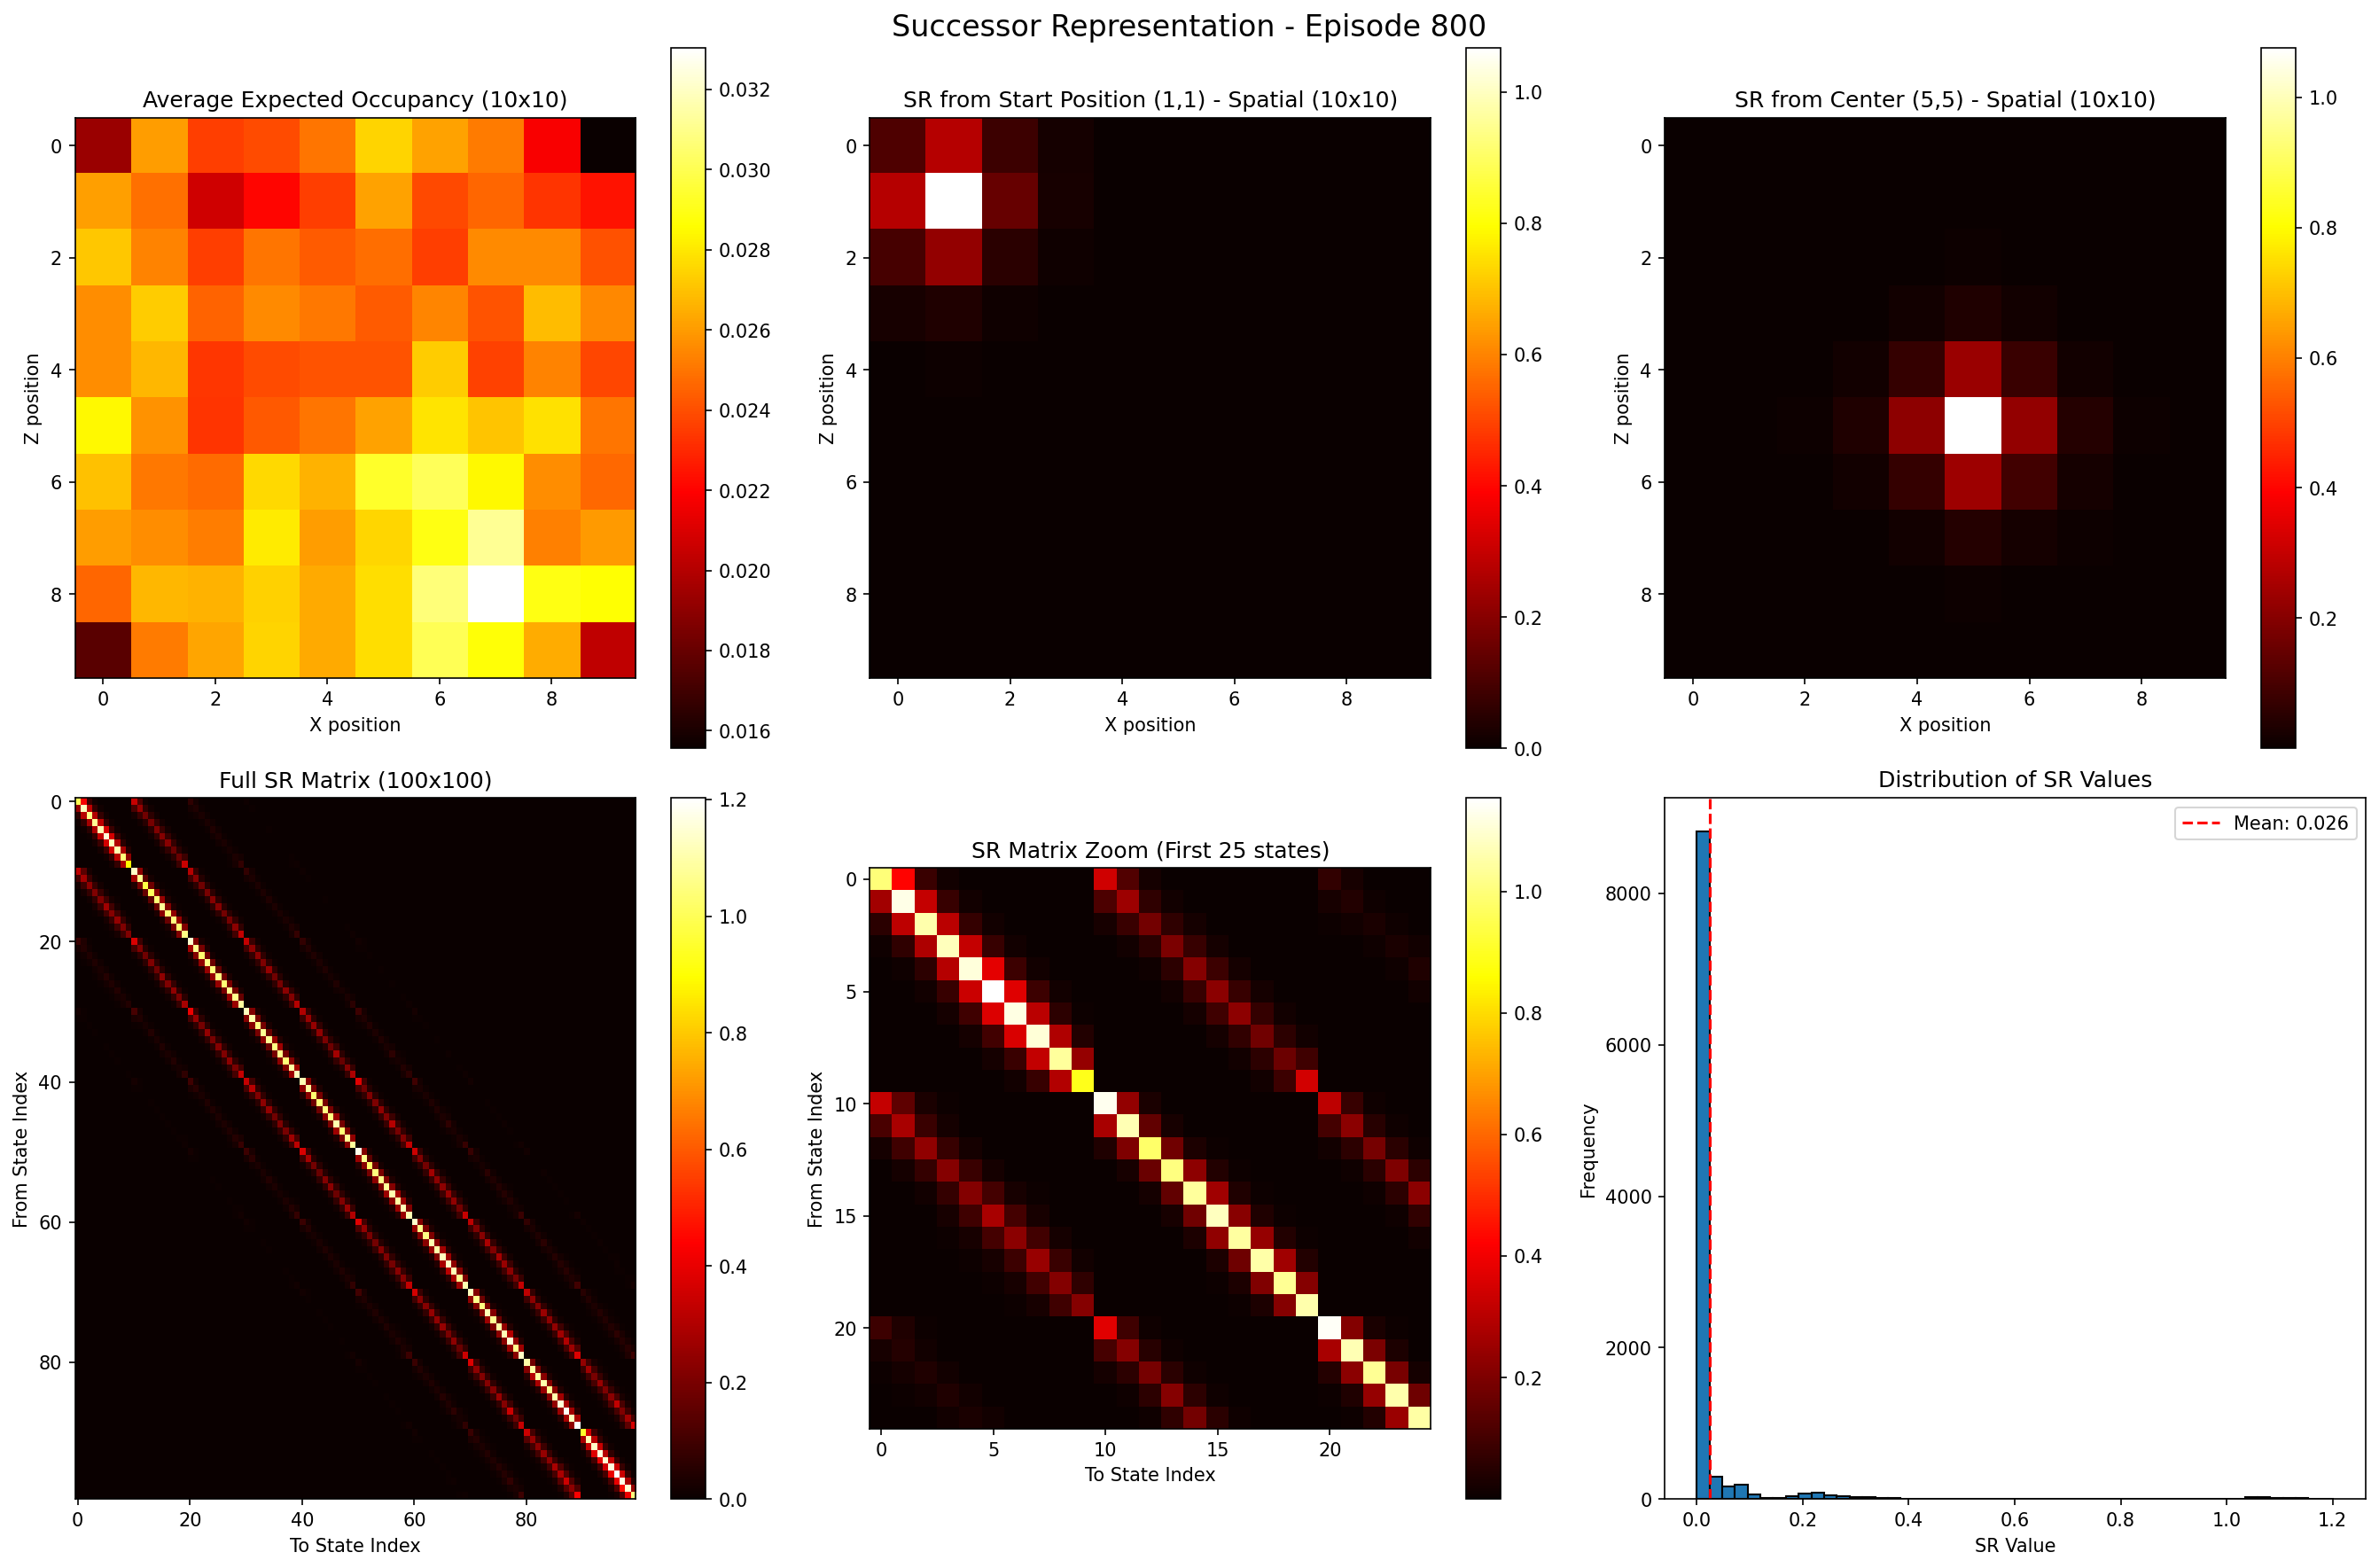 Successor Representation - Episode 800
Average Expected Occupancy (10x10)
0
2
4
6
8
Z position
0 2 4 6 8
X position
0.032
0.030
0.028
0.026
0.024
0.022
0.020
0.018
0.016
SR from Start Position (1,1) - Spatial (10x10)
0
2
4
6
8
Z position
0 2 4 6 8
X position
1.0
0.8
0.6
0.4
0.2
0.0
SR from Center (5,5) - Spatial (10x10)
0
2
4
6
8
Z position
0 2 4 6 8
X position
1.0
0.8
0.6
0.4
0.2
Full SR Matrix (100x100)
0
20
40
60
80
From State Index
0 20 40 60 80
To State Index
1.2
1.0
0.8
0.6
0.4
0.2
0.0
SR Matrix Zoom (First 25 states)
0
5
10
15
20
From State Index
0 5 10 15 20
To State Index
1.0
0.8
0.6
0.4
0.2
Distribution of SR Values
Mean: 0.026
8000
6000
4000
2000
0
Frequency
0.0 0.2 0.4 0.6 0.8 1.0 1.2
SR Value